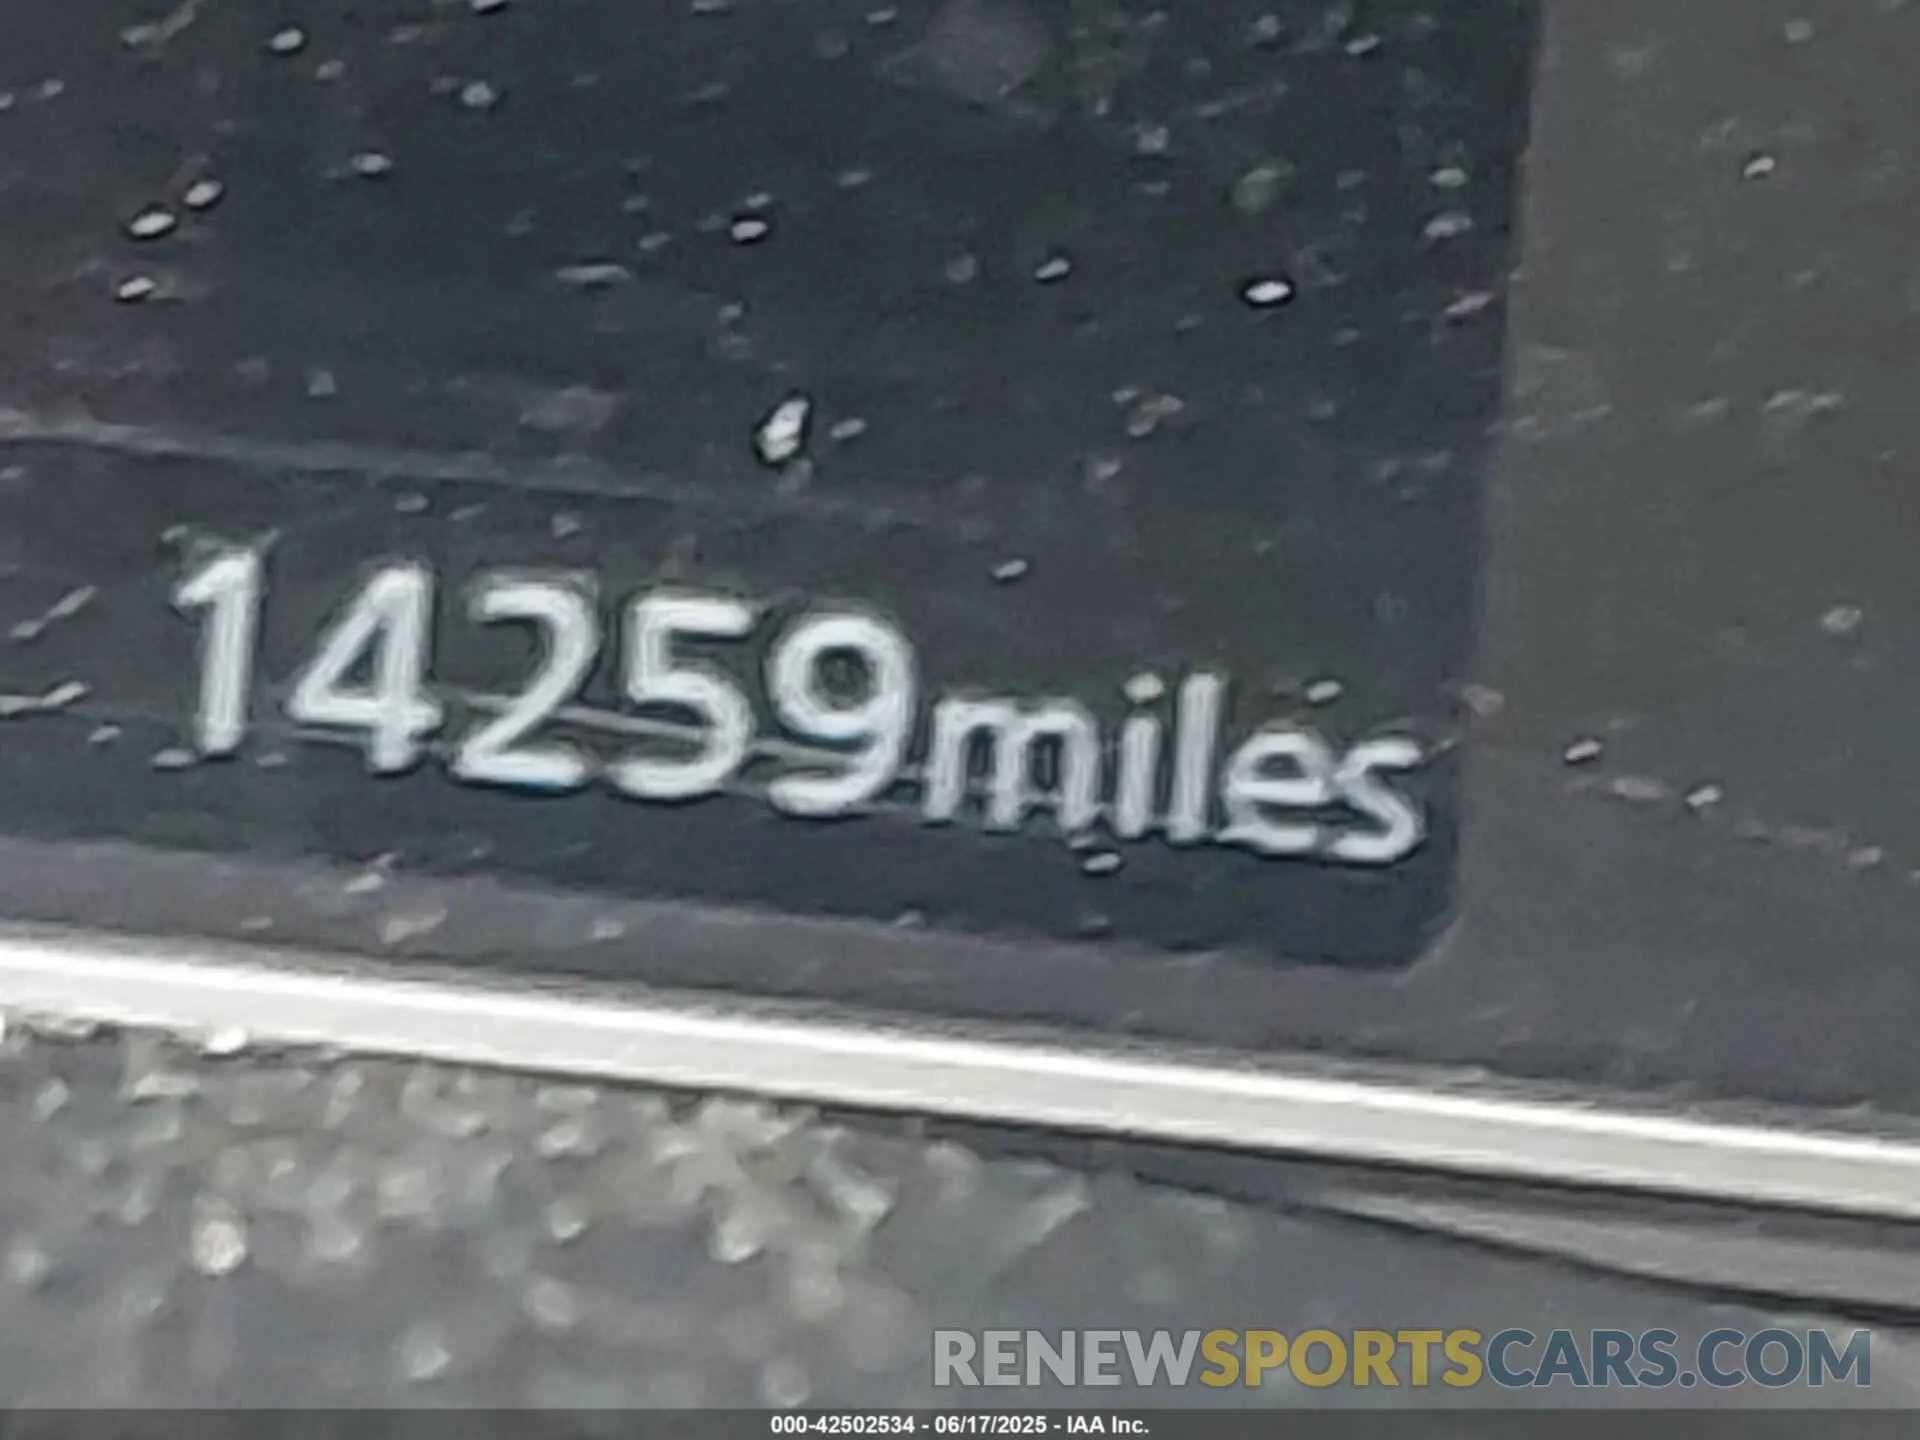 14259miles
RENEWSPORTSCARS.COM
000-42502534 - 06/17/2025 - IAA Inc.